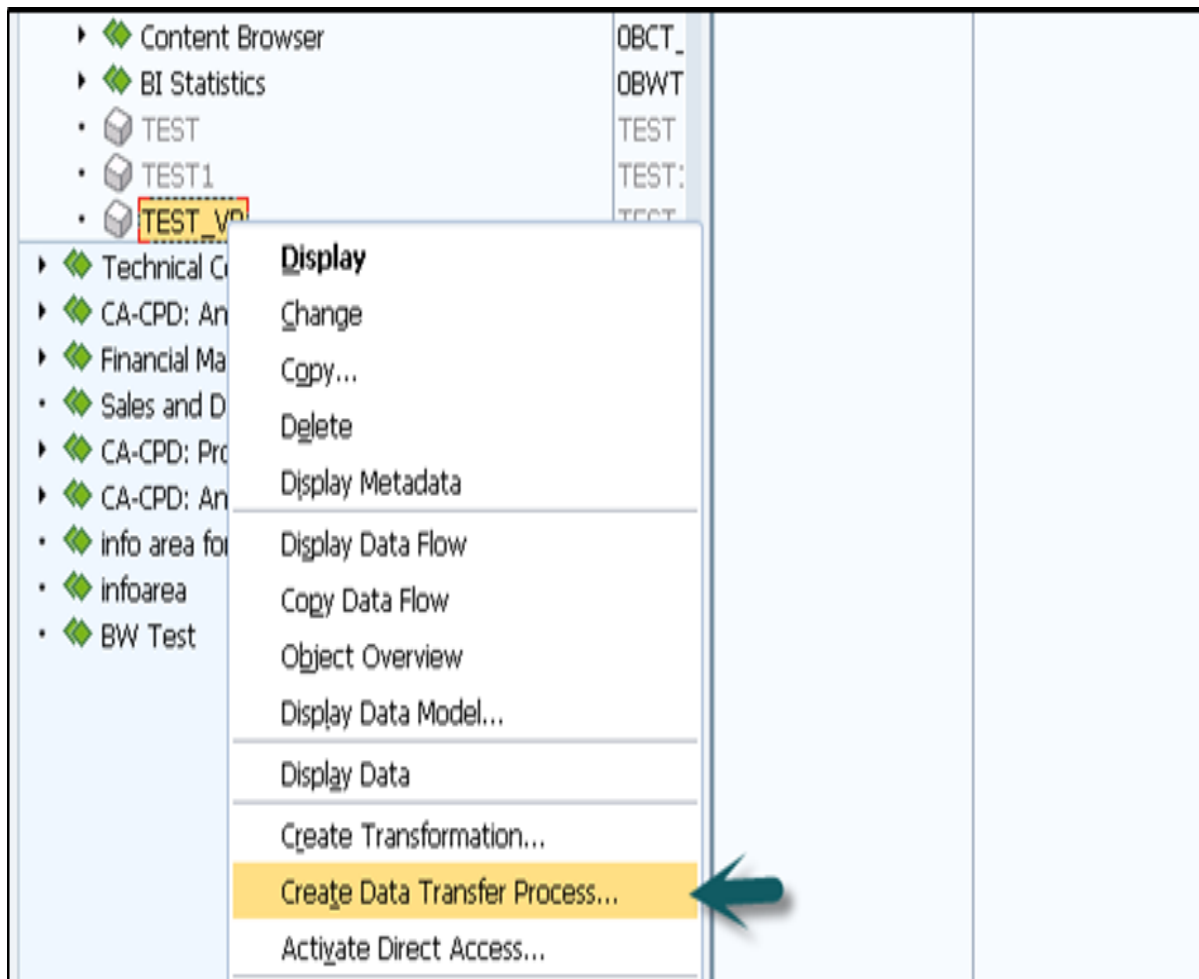 Content Browser 0BCT_
BI Statistics 0BWT
TEST TEST
TEST1 TEST:
TEST_VP TEST
Technical C
CA-CPD: An
Financial Ma
Sales and D
CA-CPD: Pro
CA-CPD: An
info area for
infoarea
BW Test
Display
Change
Copy...
Delete
Display Metadata
Display Data Flow
Copy Data Flow
Object Overview
Display Data Model...
Display Data
Create Transformation...
Create Data Transfer Process...
Activate Direct Access...